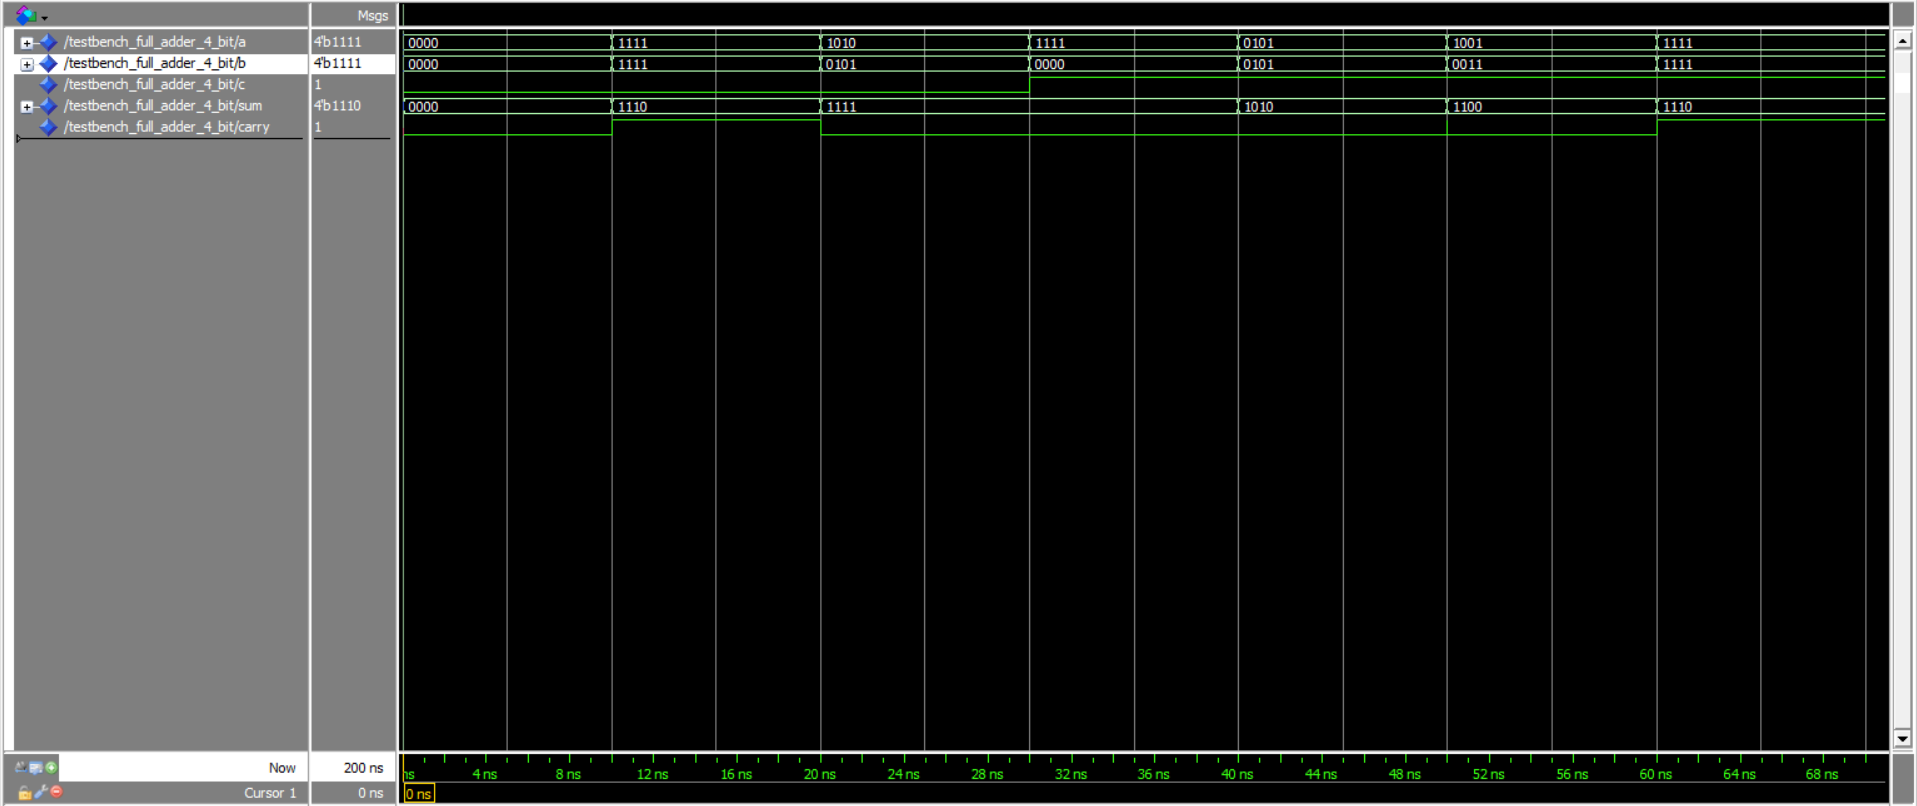 Msgs
/testbench_full_adder_4_bit/a 4'b1111 0000 1111 1010 1111 0101 1001 1111
/testbench_full_adder_4_bit/b 4'b1111 0000 1111 0101 0000 0101 0011 1111
/testbench_full_adder_4_bit/c 1
/testbench_full_adder_4_bit/sum 4'b1110 0000 1110 1111 1010 1100 1110
/testbench_full_adder_4_bit/carry 1
Now 200 ns ns 4 ns 8 ns 12 ns 16 ns 20 ns 24 ns 28 ns 32 ns 36 ns 40 ns 44 ns 48 ns 52 ns 56 ns 60 ns 64 ns 68 ns
Cursor 1 0 ns 0 ns